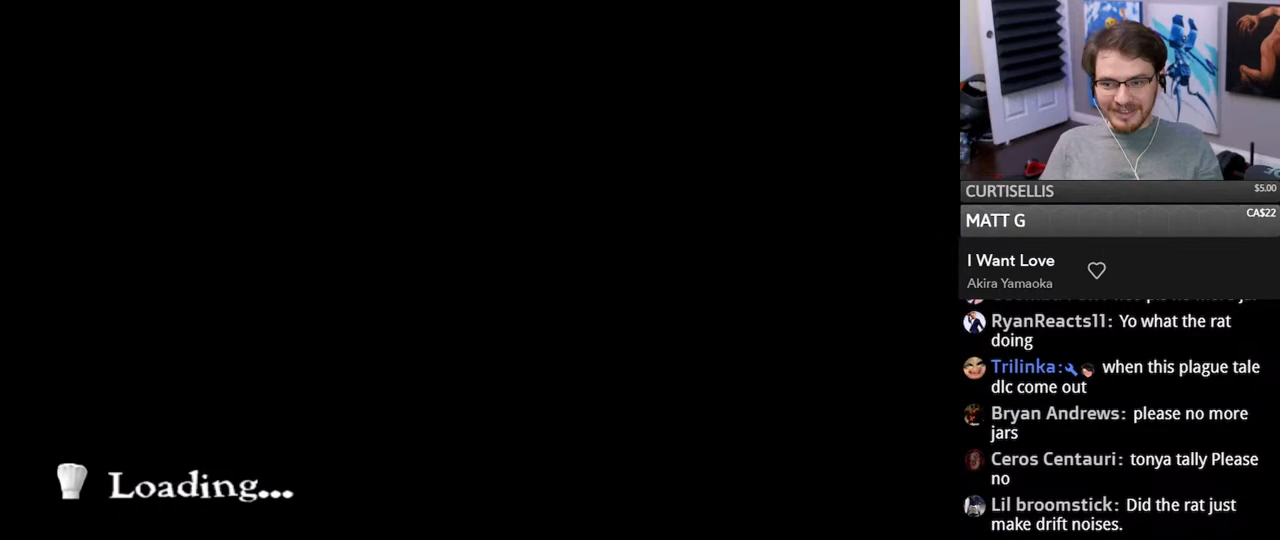 CURTISELLIS $5.00
MATT G CA$22
I Want Love
Akira Yamaoka
RyanReacts11: Yo what the rat
doing
Trilinka: when this plague tale
dlc come out
Bryan Andrews: please no more
jars
Ceros Centauri: tonya tally Please
no
Lil broomstick: Did the rat just
make drift noises.
Loading...